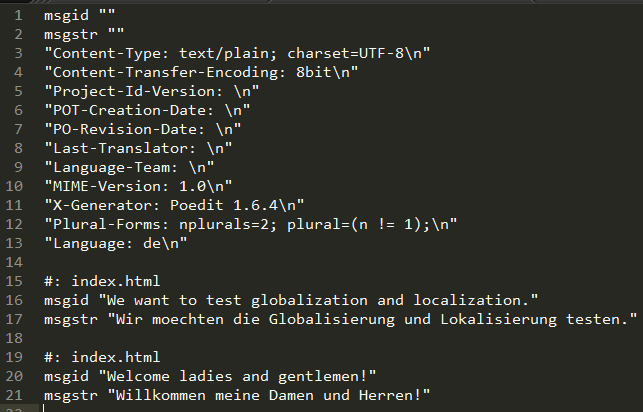 1 msgid ""
2 msgstr ""
3 "Content-Type: text/plain; charset=UTF-8\n"
4 "Content-Transfer-Encoding: 8bit\n"
5 "Project-Id-Version: \n"
6 "POT-Creation-Date: \n"
7 "PO-Revision-Date: \n"
8 "Last-Translator: \n"
9 "Language-Team: \n"
10 "MIME-Version: 1.0\n"
11 "X-Generator: Poedit 1.6.4\n"
12 "Plural-Forms: nplurals=2; plural=(n != 1);\n"
13 "Language: de\n"
14
15 #: index.html
16 msgid "We want to test globalization and localization."
17 msgstr "Wir moechten die Globalisierung und Lokalisierung testen."
18
19 #: index.html
20 msgid "Welcome ladies and gentlemen!"
21 msgstr "Willkommen meine Damen und Herren!"
22